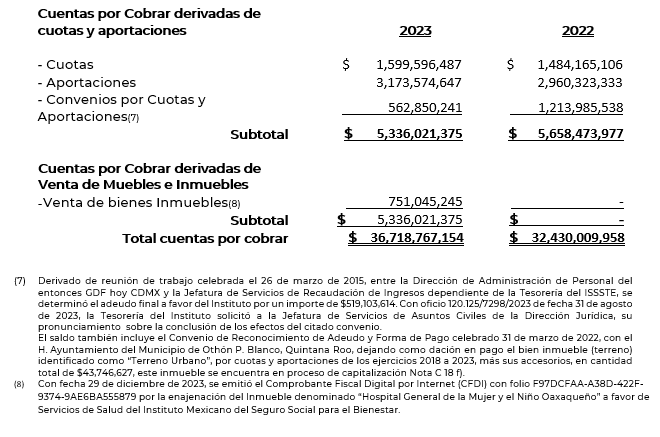 Cuentas por Cobrar derivadas de
cuotas y aportaciones 2023 2022
- Cuotas $ 1,599,596,487 $ 1,484,165,106
- Aportaciones 3,173,574,647 2,960,323,333
- Convenios por Cuotas y
Aportaciones(7) 562,850,241 1,213,985,538
Subtotal $ 5,336,021,375 $ 5,658,473,977
Cuentas por Cobrar derivadas de
Venta de Muebles e Inmuebles
-Venta de bienes Inmuebles(8) 751,045,245 -
Subtotal $ 5,336,021,375 $ -
Total cuentas por cobrar $ 36,718,767,154 $ 32,430,009,958
(7) Derivado de reunión de trabajo celebrada el 26 de marzo de 2015, entre la Dirección de Administración de Personal del
entonces GDF hoy CDMX y la Jefatura de Servicios de Recaudación de Ingresos dependiente de la Tesorería del ISSSTE, se
determinó el adeudo final a favor del Instituto por un importe de $519,103,614. Con oficio 120.125/7298/2023 de fecha 31 de agosto
de 2023, la Tesorería del Instituto solicitó a la Jefatura de Servicios de Asuntos Civiles de la Dirección Jurídica, su
pronunciamiento sobre la conclusión de los efectos del citado convenio.
El saldo también incluye el Convenio de Reconocimiento de Adeudo y Forma de Pago celebrado 31 de marzo de 2022, con el
H. Ayuntamiento del Municipio de Othón P. Blanco, Quintana Roo, dejando como dación en pago el bien inmueble (terreno)
identificado como “Terreno Urbano”, por cuotas y aportaciones de los ejercicios 2018 a 2023, más sus accesorios, en cantidad
total de $43,746,627, este inmueble se encuentra en proceso de capitalización Nota C 18 f).
(8) Con fecha 29 de diciembre de 2023, se emitió el Comprobante Fiscal Digital por Internet (CFDI) con folio F97DCFAA-A38D-422F-
9374-9AE6BA555879 por la enajenación del Inmueble denominado “Hospital General de la Mujer y el Niño Oaxaqueño” a favor de
Servicios de Salud del Instituto Mexicano del Seguro Social para el Bienestar.